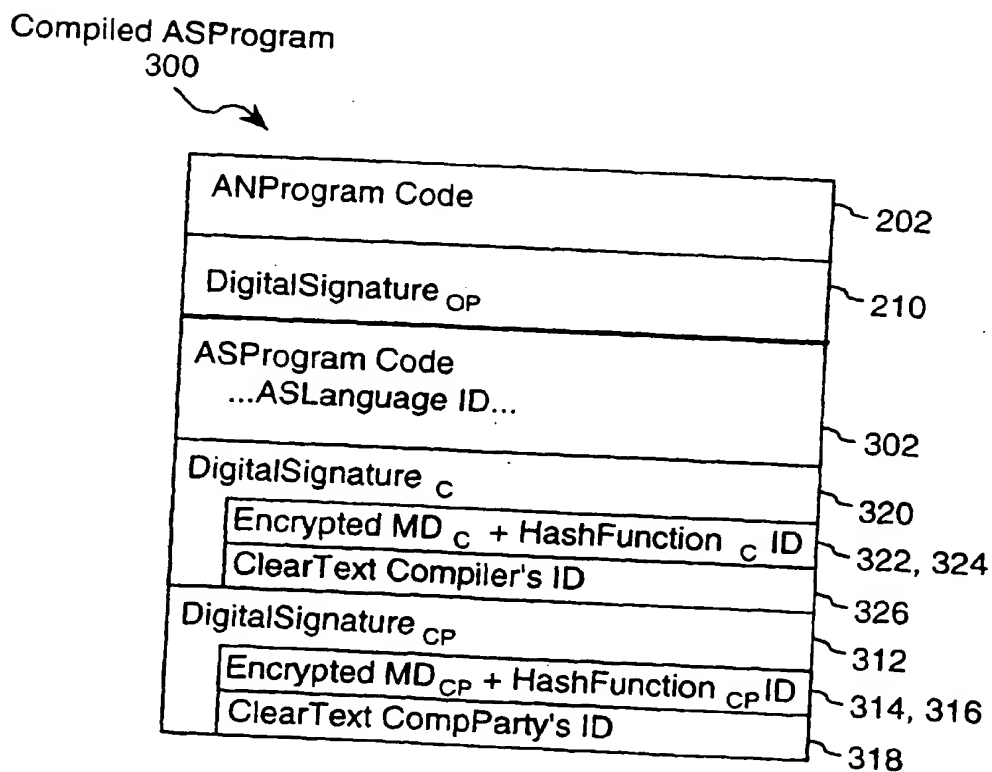 Compiled ASProgram
300
ANProgram Code
202
DigitalSignature OP
210
ASProgram Code
...ASLanguage ID...
302
DigitalSignature C
320
Encrypted MD C + HashFunction C ID
322, 324
ClearText Compiler's ID
326
DigitalSignature CP
312
Encrypted MD CP + HashFunction CP ID
314, 316
ClearText CompParty's ID
318